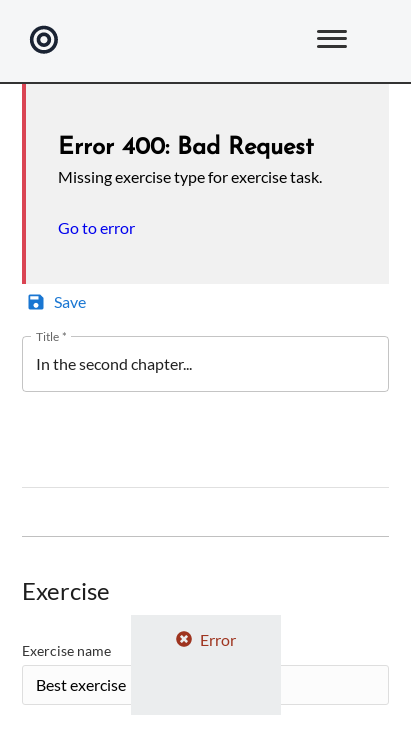 Error 400: Bad Request
Missing exercise type for exercise task.
Go to error
Save
Title *
In the second chapter...
Exercise
Error
Exercise name
Best exercise